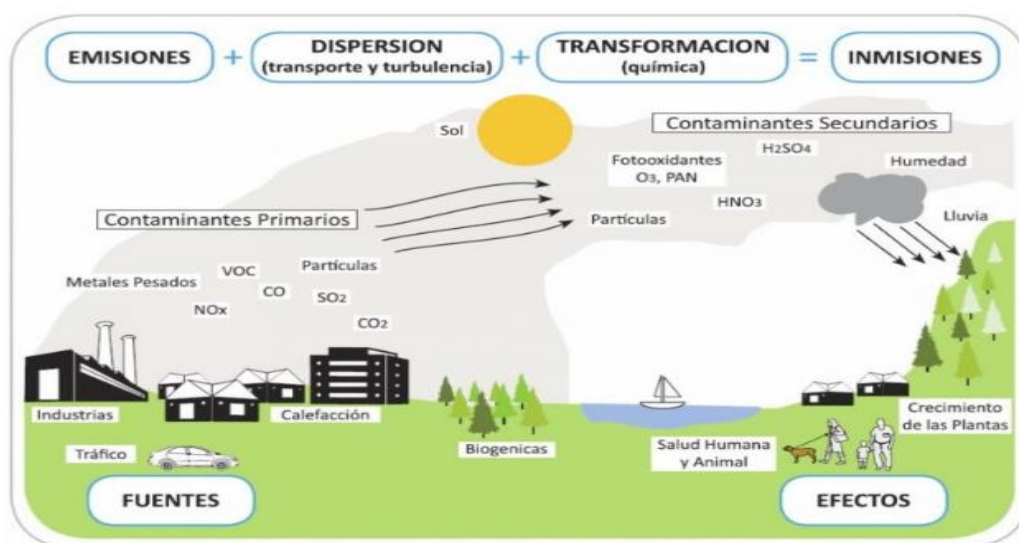 EMISIONES + DISPERSION (transporte y turbulencia) + TRANSFORMACION (química) = INMISIONES
Sol
Contaminantes Secundarios
H2SO4
Fotooxidantes
O3, PAN
Humedad
HNO3
Contaminantes Primarios
Partículas
Lluvia
Metales Pesados
VOC
Partículas
CO
SO2
NOx
CO2
Industrias
Calefacción
Biogenicas
Salud Humana
y Animal
Crecimiento
de las Plantas
Tráfico
FUENTES
EFECTOS